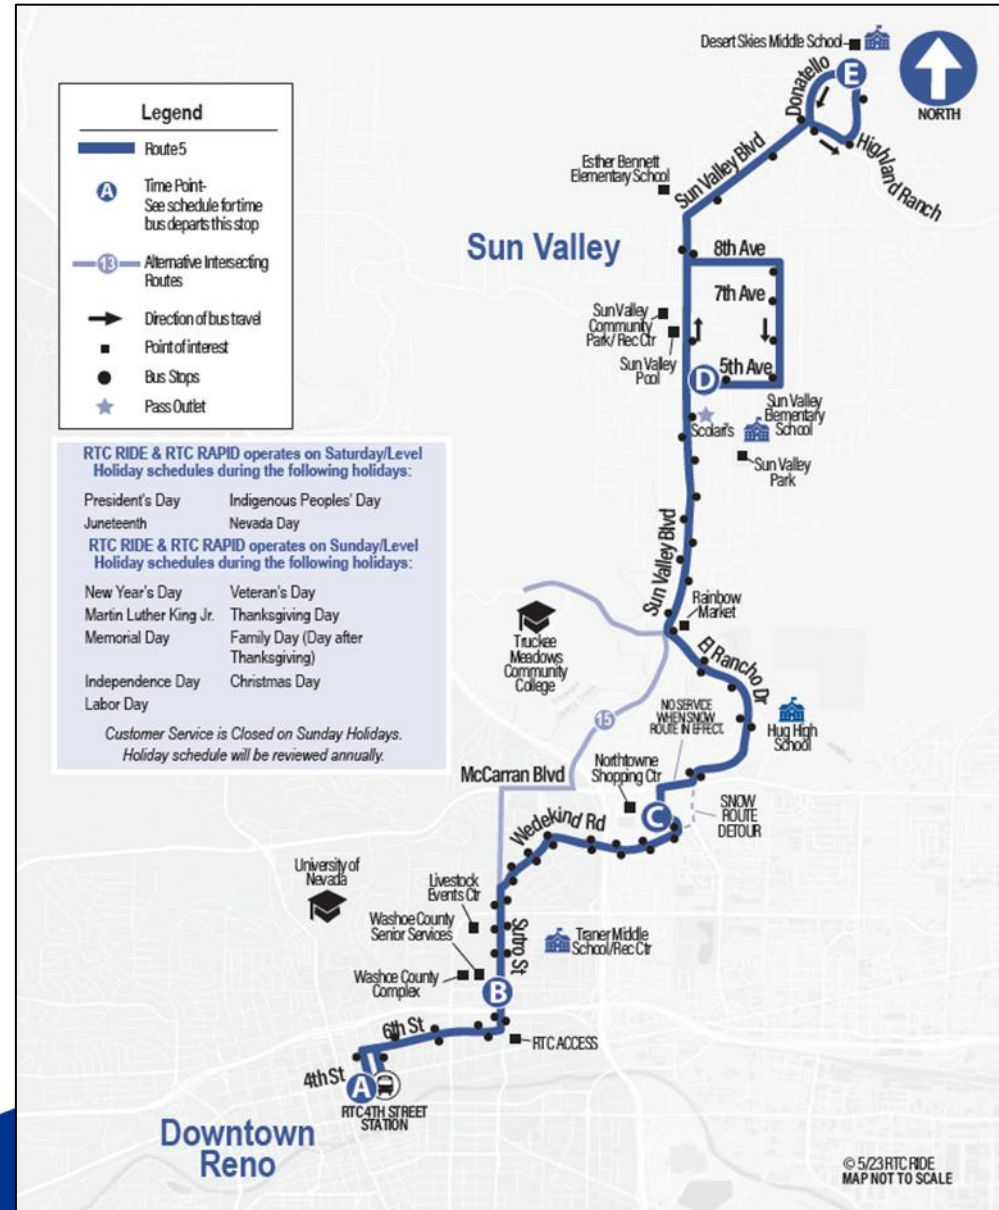 Desert Skies Middle School
E
NORTH
Donatello
Highland Ranch
Sun Valley Blvd
Esther Bennett
Elementary School
Legend
Route 5
A
Time Point-
See schedule for time
bus departs this stop
13
Alternative Intersecting
Routes
Direction of bus travel
Point of interest
Bus Stops
Pass Outlet
Sun Valley
8th Ave
7th Ave
Sun Valley
Community
Park/Rec Ctr
Sun Valley
Pool
5th Ave
D
Scolari's
Sun Valley
Elementary
School
Sun Valley
Park
RTC RIDE & RTC RAPID operates on Saturday/Level
Holiday schedules during the following holidays:
President's Day
Indigenous Peoples' Day
Juneteenth
Nevada Day
RTC RIDE & RTC RAPID operates on Sunday/Level
Holiday schedules during the following holidays:
New Year's Day
Veteran's Day
Martin Luther King Jr.
Thanksgiving Day
Memorial Day
Family Day (Day after
Thanksgiving)
Independence Day
Christmas Day
Labor Day
Customer Service is Closed on Sunday Holidays.
Holiday schedule will be reviewed annually.
Sun Valley Blvd
Rainbow
Market
Truckee
Meadows
Community
College
El Rancho Dr
15
NO SERVICE
WHEN SNOW
ROUTE IN EFFECT.
Hug High
School
McCarran Blvd
Northtowne
Shopping Ctr
C
SNOW
ROUTE
DETOUR
Wedekind Rd
University of
Nevada
Livestock
Events Ctr
Washoe County
Senior Services
Sutro St
Traner Middle
School/Rec Ctr
Washoe County
Complex
B
6th St
RTC ACCESS
4th St
A
RTC 4TH STREET
STATION
Downtown
Reno
© 5/23 RTC RIDE
MAP NOT TO SCALE